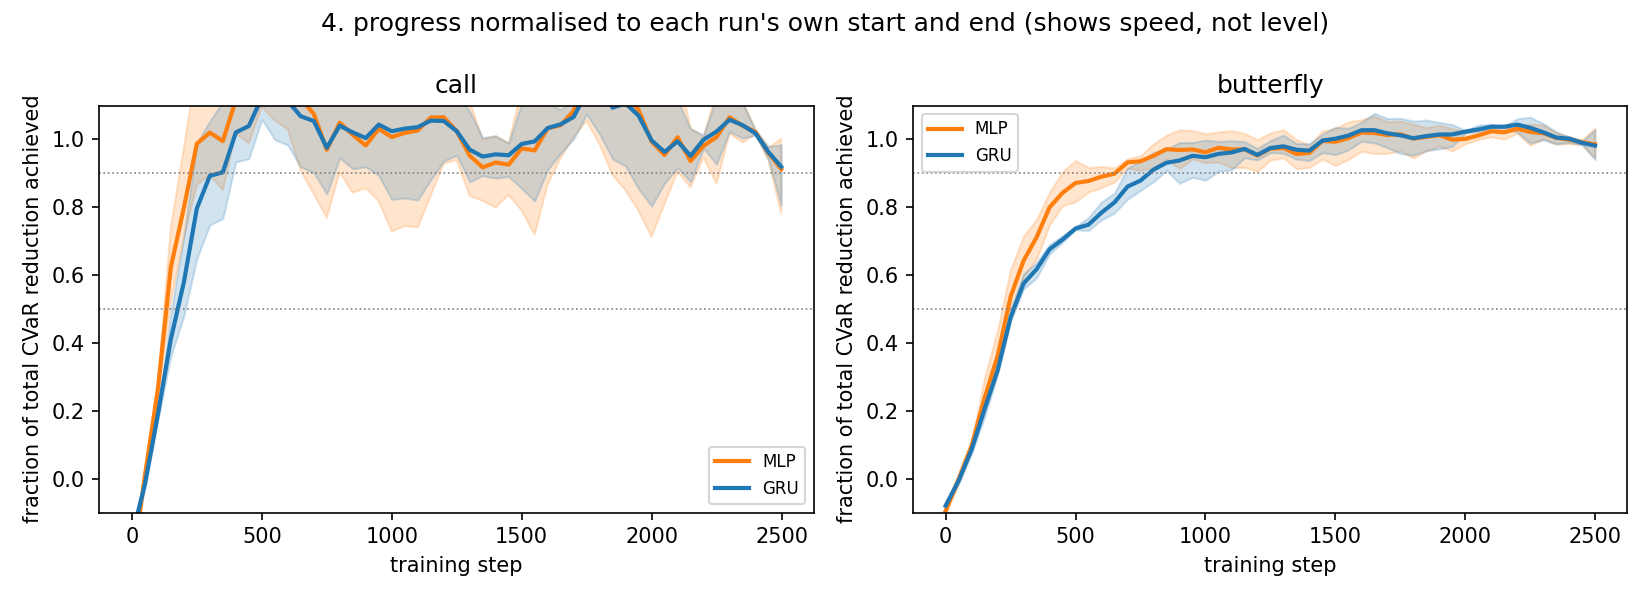 4. progress normalised to each run's own start and end (shows speed, not level)
call
fraction of total CVaR reduction achieved
1.0
0.8
0.6
0.4
0.2
0.0
MLP
GRU
0
500
1000
1500
2000
2500
training step
butterfly
fraction of total CVaR reduction achieved
1.0
0.8
0.6
0.4
0.2
0.0
MLP
GRU
0
500
1000
1500
2000
2500
training step